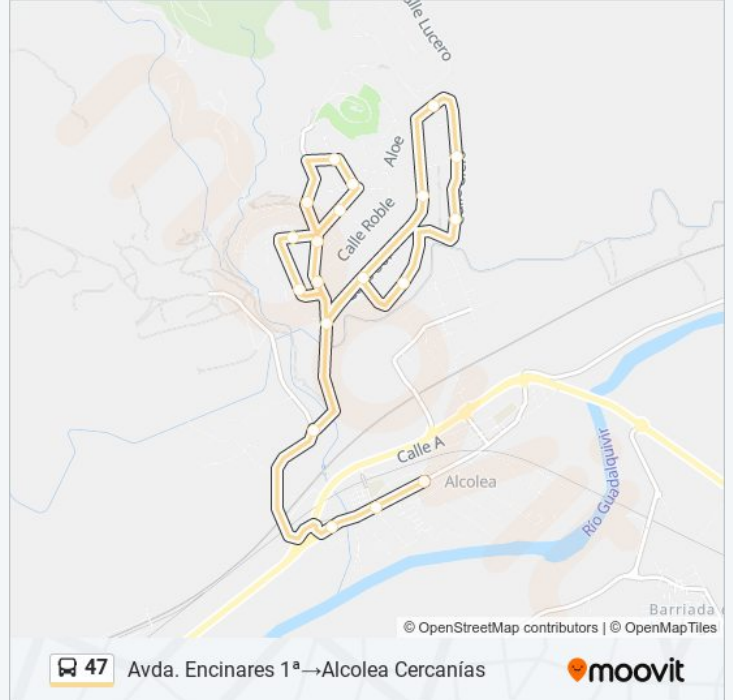 lle Lucero
Aloe
Calle Roble
Calle A
Alcolea
Río Guadalquivir
Barriada
© OpenStreetMap contributors | © OpenMapTiles
47 Avda. Encinares 1ª→Alcolea Cercanías
moovit